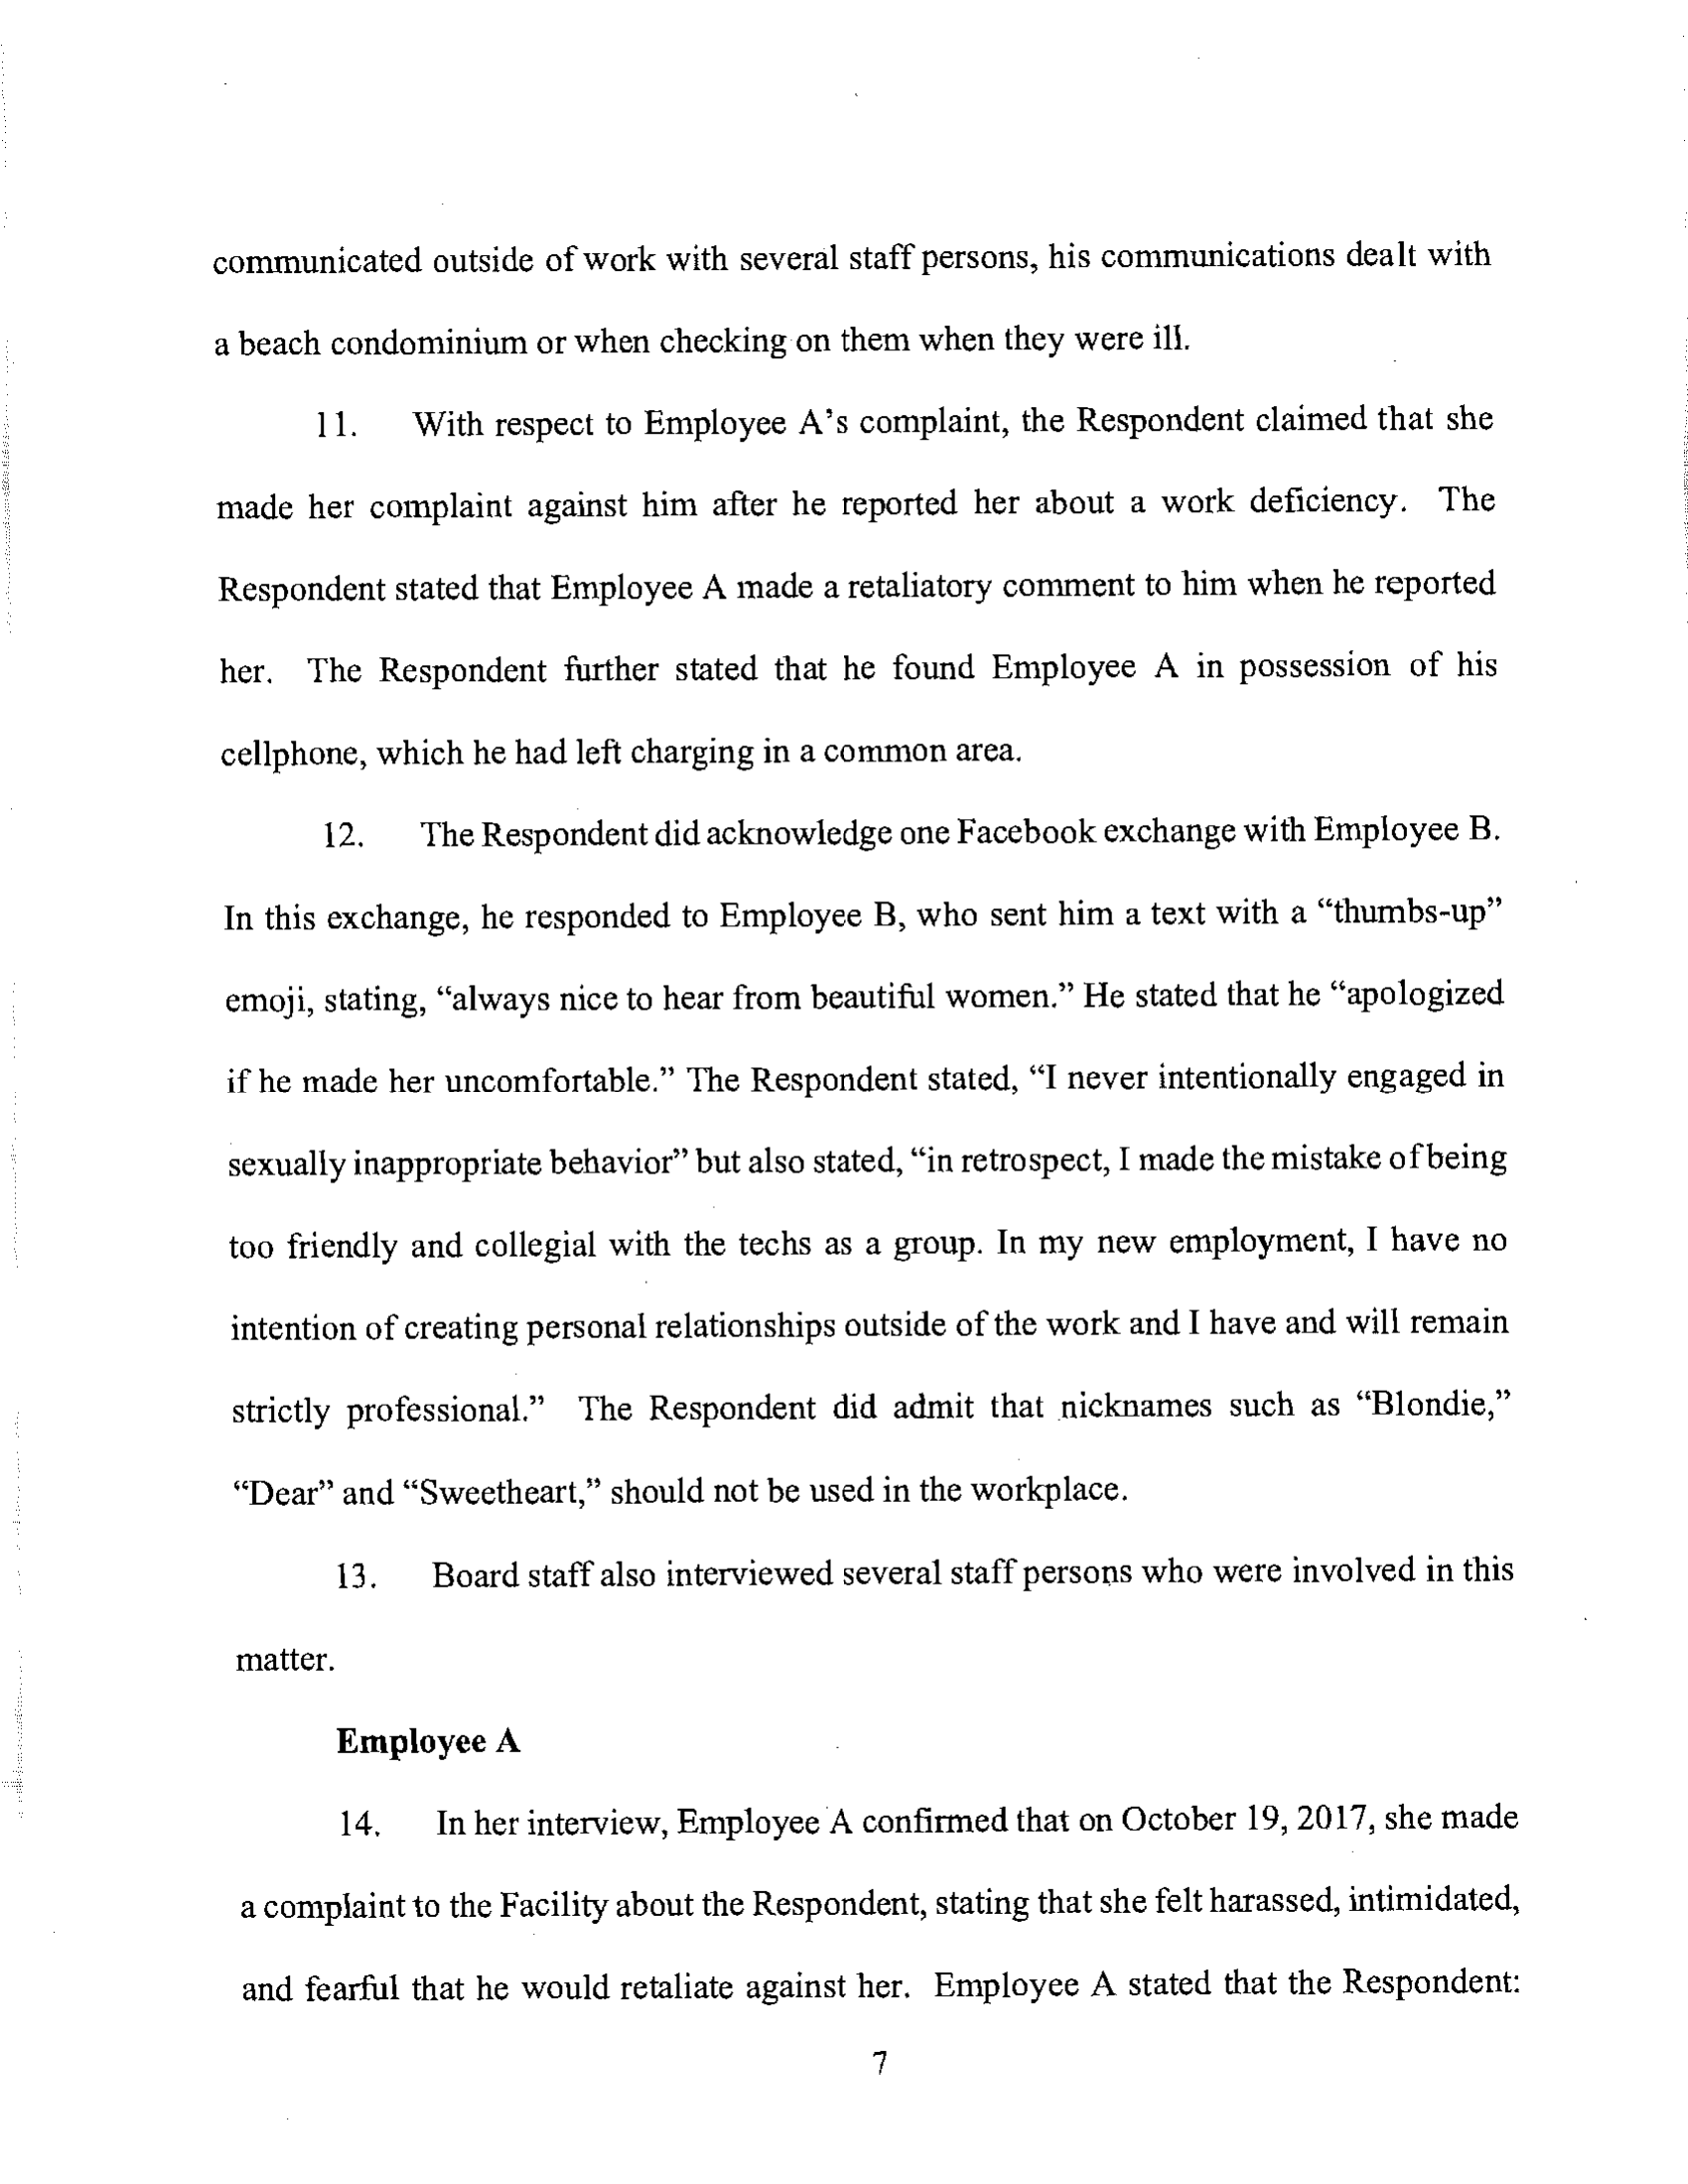 communicated outside of work with several staff persons, his communications dealt with
a beach condominium or when checking on them when they were ill.
11. With respect to Employee A's complaint, the Respondent claimed that she
made her complaint against him after he reported her about a work deficiency. The
Respondent stated that Employee A made a retaliatory comment to him when he reported
her. The Respondent further stated that he found Employee A in possession of his
cellphone, which he had left charging in a common area.
12. The Respondent did acknowledge one Facebook exchange with Employee B.
In this exchange, he responded to Employee B, who sent him a text with a “thumbs-up”
emoji, stating, “always nice to hear from beautiful women.” He stated that he “apologized
if he made her uncomfortable.” The Respondent stated, “I never intentionally engaged in
sexually inappropriate behavior” but also stated, “in retrospect, I made the mistake of being
too friendly and collegial with the techs as a group. In my new employment, I have no
intention of creating personal relationships outside of the work and I have and will remain
strictly professional.” The Respondent did admit that nicknames such as “Blondie,”
“Dear” and “Sweetheart,” should not be used in the workplace.
13. Board staff also interviewed several staff persons who were involved in this
matter.
Employee A
14. In her interview, Employee A confirmed that on October 19, 2017, she made
a complaint to the Facility about the Respondent, stating that she felt harassed, intimidated,
and fearful that he would retaliate against her. Employee A stated that the Respondent:
7